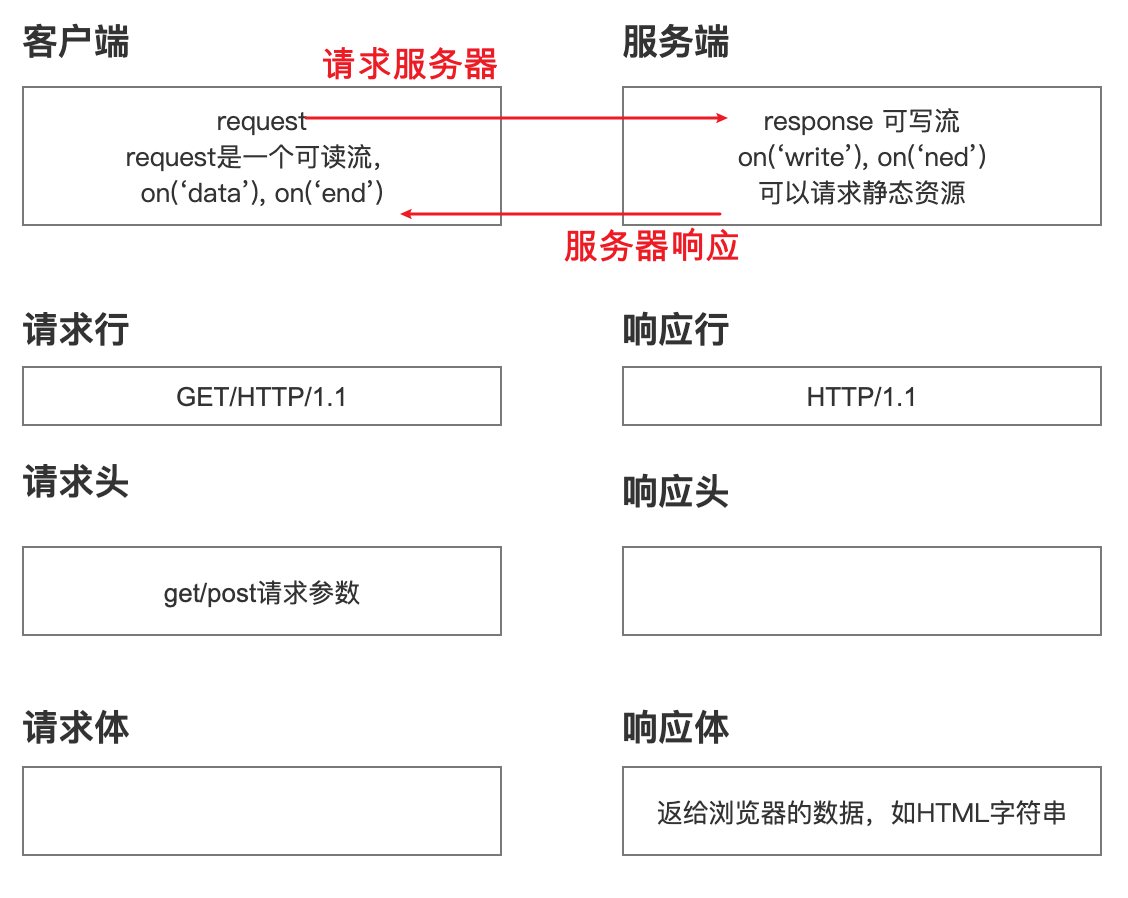 客户端
服务端
请求服务器
request
request是一个可读流，
on(‘data’), on(‘end’)
response 可写流
on(‘write’), on(‘ned’)
可以请求静态资源
服务器响应
请求行
响应行
GET/HTTP/1.1
HTTP/1.1
请求头
响应头
get/post请求参数
请求体
响应体
返给浏览器的数据，如HTML字符串